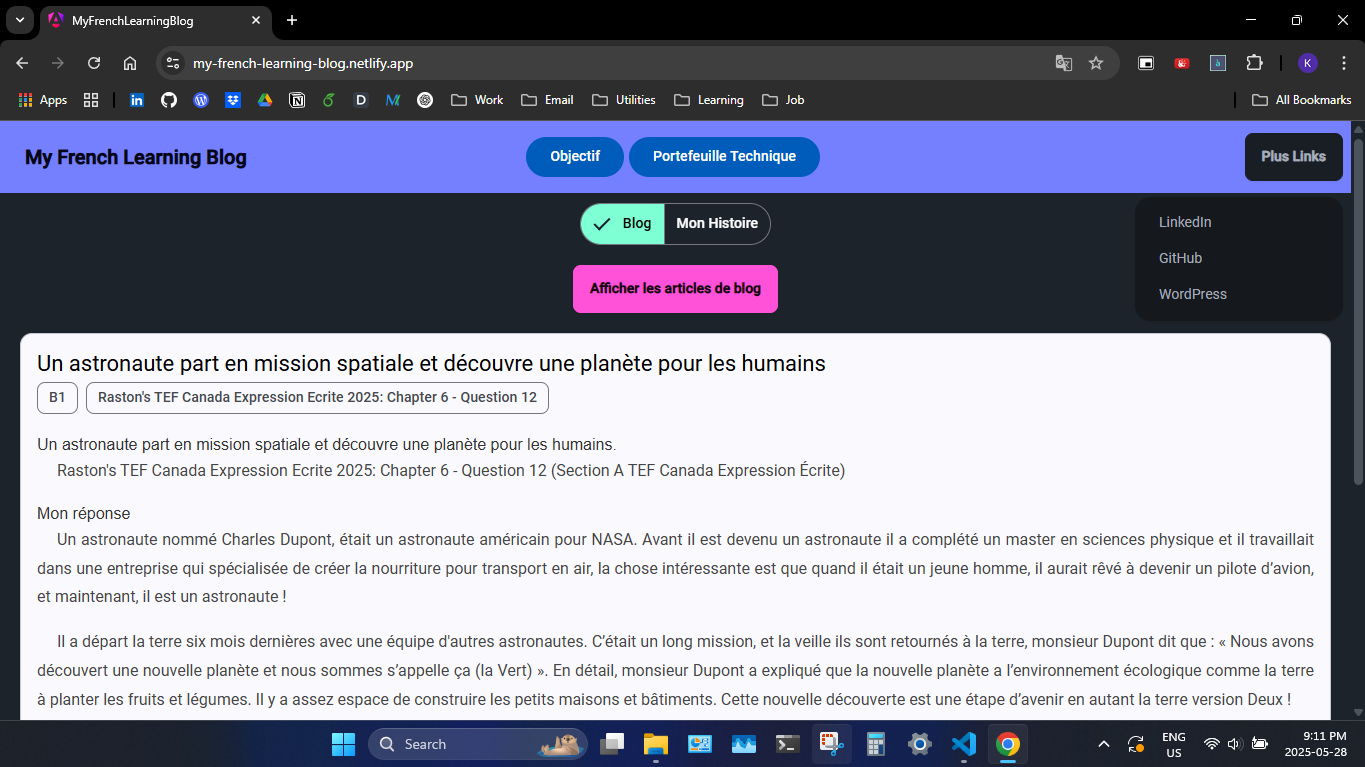 MyFrenchLearningBlog
my-french-learning-blog.netlify.app
K
Apps
Work
Email
Utilities
Learning
Job
All Bookmarks
My French Learning Blog
Objectif
Portefeuille Technique
Plus Links
Blog
Mon Histoire
LinkedIn
GitHub
WordPress
Afficher les articles de blog
Un astronaute part en mission spatiale et découvre une planète pour les humains
B1
Raston's TEF Canada Expression Ecrite 2025: Chapter 6 - Question 12
Un astronaute part en mission spatiale et découvre une planète pour les humains.
Raston's TEF Canada Expression Ecrite 2025: Chapter 6 - Question 12 (Section A TEF Canada Expression Écrite)
Mon réponse
Un astronaute nommé Charles Dupont, était un astronaute américain pour NASA. Avant il est devenu un astronaute il a complété un master en sciences physique et il travaillait
dans une entreprise qui spécialisée de créer la nourriture pour transport en air, la chose intéressante est que quand il était un jeune homme, il aurait rêvé à devenir un pilote d’avion,
et maintenant, il est un astronaute !
Il a départ la terre six mois dernières avec une équipe d'autres astronautes. C’était un long mission, et la veille ils sont retournés à la terre, monsieur Dupont dit que : « Nous avons
découvert une nouvelle planète et nous sommes s’appelle ça (la Vert) ». En détail, monsieur Dupont a expliqué que la nouvelle planète a l’environnement écologique comme la terre
à planter les fruits et légumes. Il y a assez espace de construire les petits maisons et bâtiments. Cette nouvelle découverte est une étape d’avenir en autant la terre version Deux !
Search
ENG
US
9:11 PM
2025-05-28